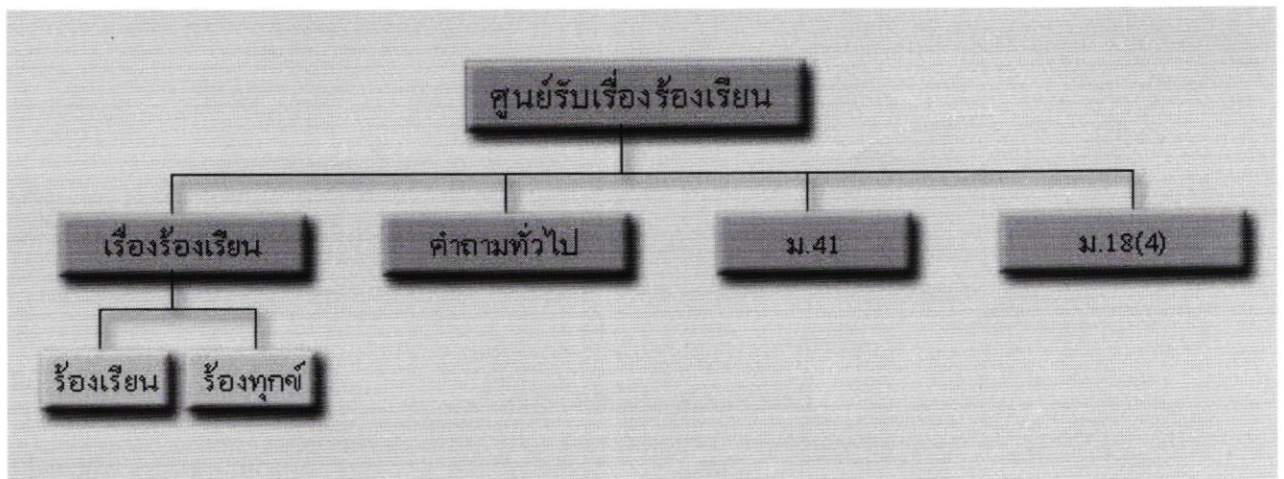 ศูนย์รับเรื่องร้องเรียน
เรื่องร้องเรียน
คำถามทั่วไป
ม.41
ม.18(4)
ร้องเรียน
ร้องทุกข์